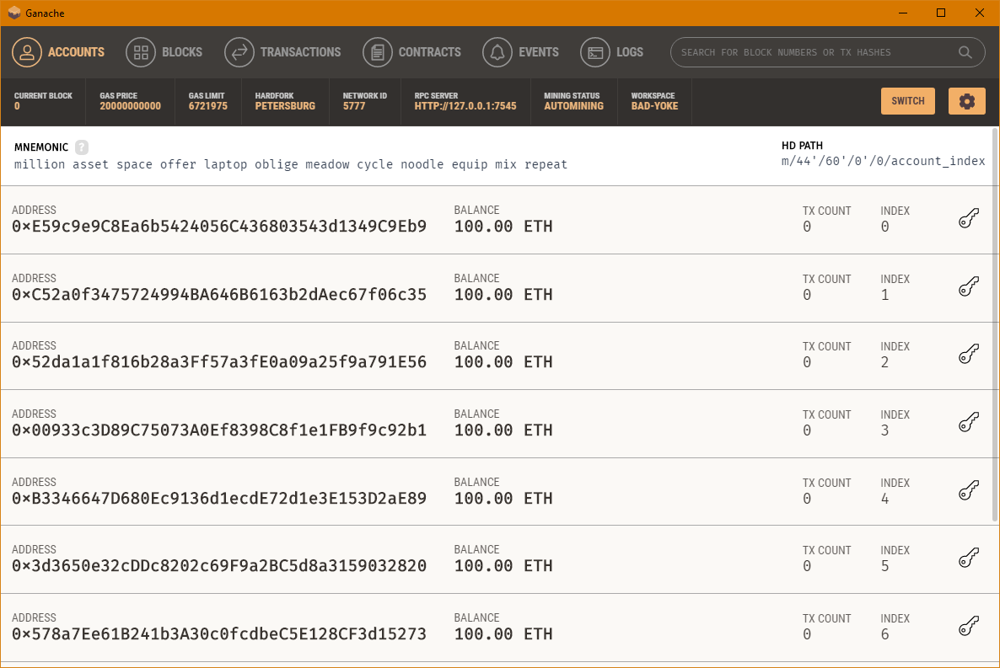 Ganache
ACCOUNTS BLOCKS TRANSACTIONS CONTRACTS EVENTS LOGS SEARCH FOR BLOCK NUMBERS OR TX HASHES
CURRENT BLOCK GAS PRICE GAS LIMIT HARDFORK NETWORK ID RPC SERVER MINING STATUS WORKSPACE
0 20000000000 6721975 PETERSBURG 5777 HTTP://127.0.0.1:7545 AUTOMINING BAD-YOKE SWITCH
MNEMONIC ? HD PATH
million asset space offer laptop oblige meadow cycle noodle equip mix repeat m/44'/60'/0'/0/account_index
ADDRESS BALANCE TX COUNT INDEX
0×E59c9e9C8Ea6b5424056C436803543d1349C9Eb9 100.00 ETH 0 0
ADDRESS BALANCE TX COUNT INDEX
0×C52a0f3475724994BA646B6163b2dAec67f06c35 100.00 ETH 0 1
ADDRESS BALANCE TX COUNT INDEX
0×52da1a1f816b28a3Ff57a3fE0a09a25f9a791E56 100.00 ETH 0 2
ADDRESS BALANCE TX COUNT INDEX
0×00933c3D89C75073A0Ef8398C8f1e1FB9f9c92b1 100.00 ETH 0 3
ADDRESS BALANCE TX COUNT INDEX
0×B3346647D680Ec9136d1ecdE72d1e3E153D2aE89 100.00 ETH 0 4
ADDRESS BALANCE TX COUNT INDEX
0×3d3650e32cDDc8202c69F9a2BC5d8a3159032820 100.00 ETH 0 5
ADDRESS BALANCE TX COUNT INDEX
0×578a7Ee61B241b3A30c0fcdbeC5E128CF3d15273 100.00 ETH 0 6